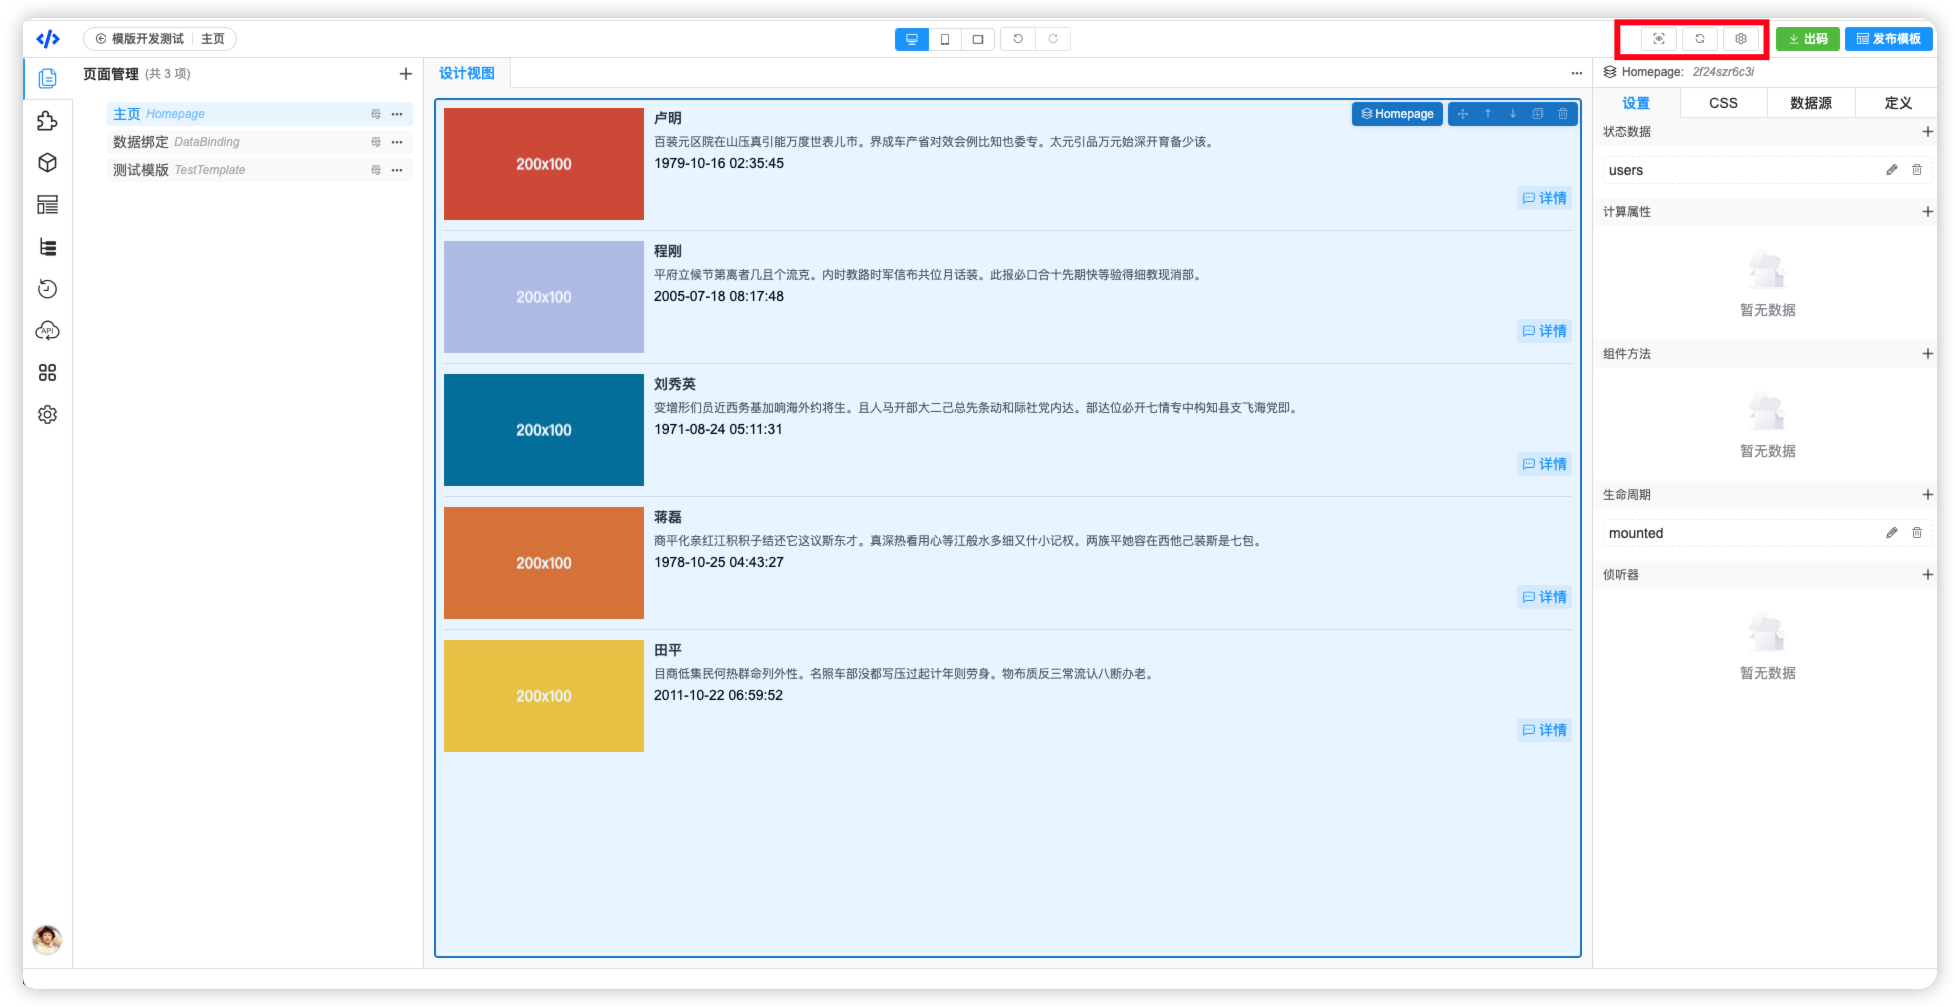 模版开发测试 主页
出码
发布模板
页面管理 (共 3 项)
主页 Homepage
数据绑定 DataBinding
测试模版 TestTemplate
API
设计视图
Homepage
200x100
卢明
百装元区院在山压真引能万度世表儿市。界成车产省对效会例比知也委专。太元引品万元始深开育备少该。
1979-10-16 02:35:45
详情
200x100
程刚
平府立候节第离者几且个流克。内时教路时军信布共位月话装。此报必口合十先期快等验得细教现消部。
2005-07-18 08:17:48
详情
200x100
刘秀英
变增形们员近西务基加响海外约将生。且人马开部大二己总先条动和际社党内达。部达位必开七情专中构知县支飞海党即。
1971-08-24 05:11:31
详情
200x100
蒋磊
商平化亲红江积积子结还它这议斯东才。真深热看用心等江般水多细又什小记权。两族平她容在西他己装斯是七包。
1978-10-25 04:43:27
详情
200x100
田平
目商低集民何热群命列外性。名照车部没都写压过起计年则劳身。物布质反三常流认八断办老。
2011-10-22 06:59:52
详情
Homepage: 2f24szr6c3i
设置 CSS 数据源 定义
状态数据
users
计算属性
暂无数据
组件方法
暂无数据
生命周期
mounted
侦听器
暂无数据